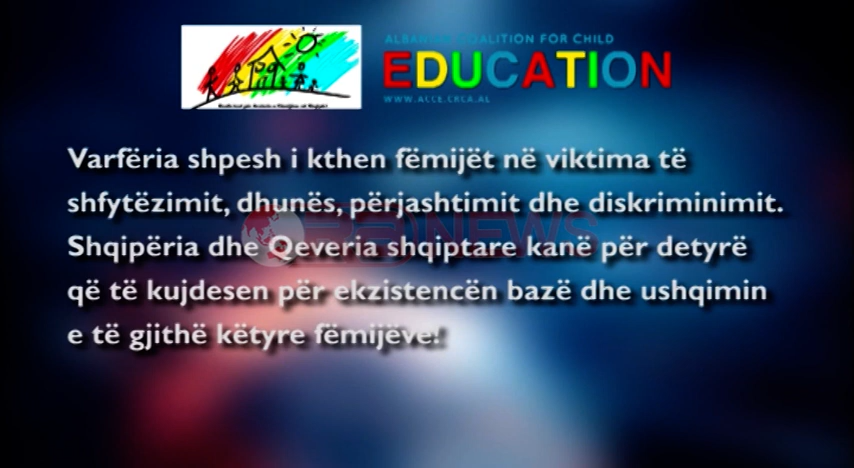 ALBANIAN COALITION FOR CHILD
EDUCATION
WWW.ACCE.CRCA.AL
Varfëria shpesh i kthen fëmijët në viktima të
shfytëzimit, dhunës, përjashtimit dhe diskriminimit.
Shqipëria dhe Qeveria shqiptare kanë për detyrë
që të kujdesen për ekzistencën bazë dhe ushqimin
e të gjithë këtyre fëmijëve!
NEWS